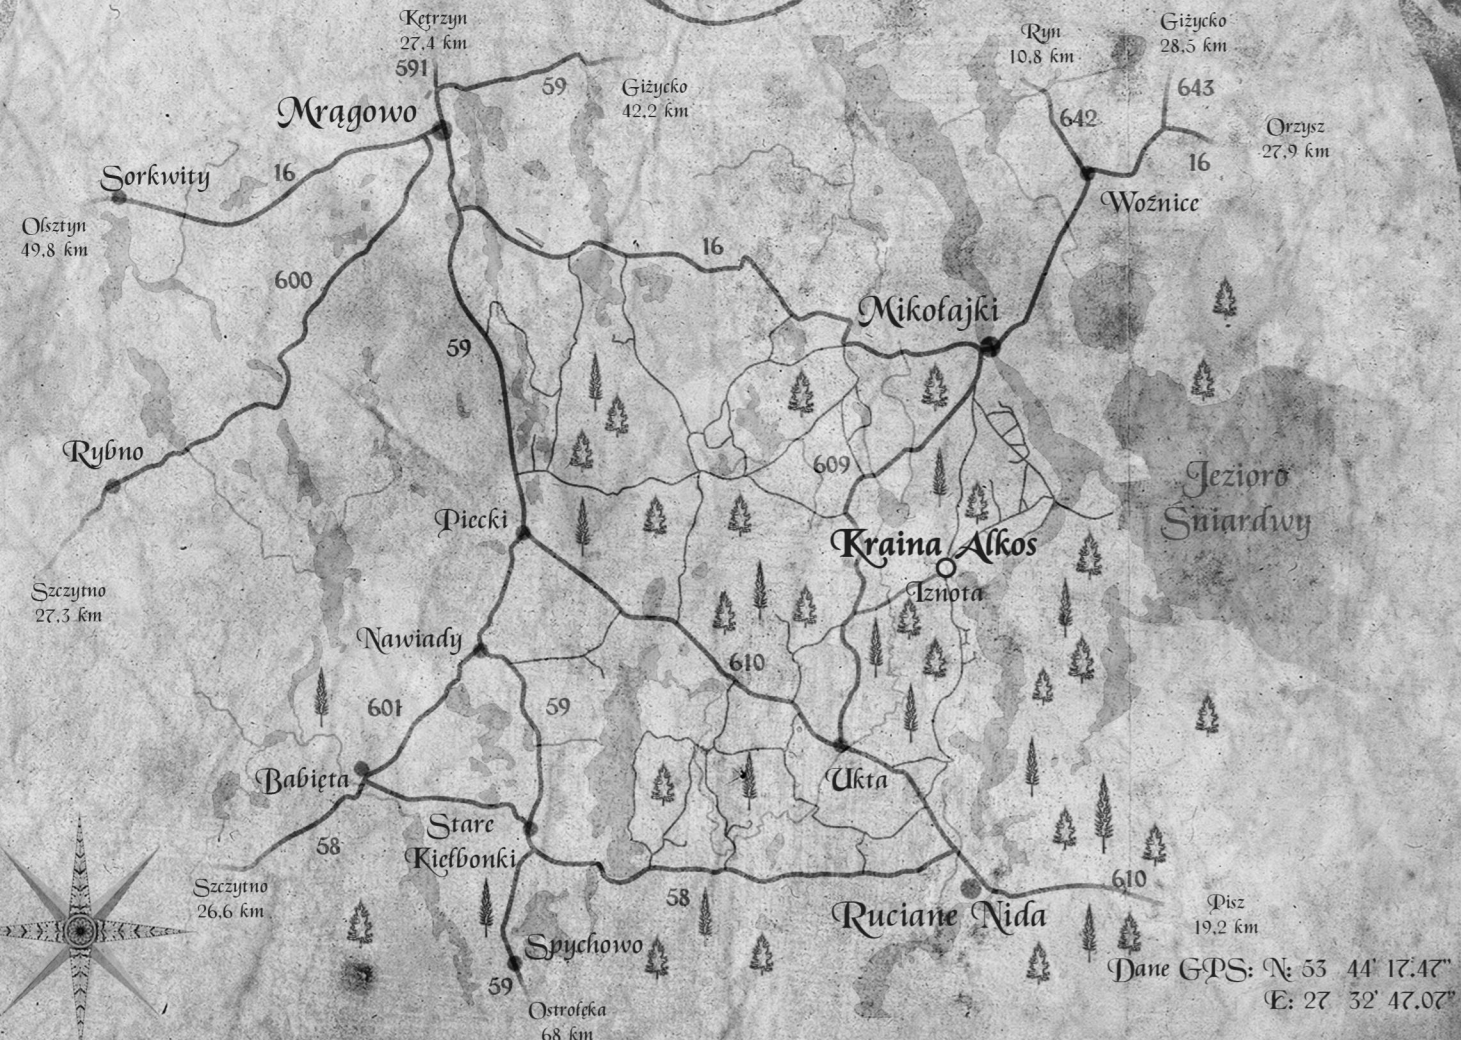 Kętrzyn
27,4 km
591
59
Giżycko
42,2 km
Ryn
10,8 km
Giżycko
28,5 km
643
642
Orzysz
27,9 km
16
Mrągowo
Sorkwity
16
Woźnice
Olsztyn
49,8 km
16
600
Mikołajki
59
Rybno
609
Jezioro
Śniardwy
Piecki
Kraina Alkos
Iznota
Szczytno
27,3 km
Nawiady
610
601
59
Babięta
Ukta
Stare
Kiełbonki
58
Szczytno
26,6 km
58
610
Ruciane Nida
Pisz
19,2 km
Spychowo
59
Ostrołęka
68 km
Dane GPS: N: 53 44' 17.47"
E: 27 32' 47.07"